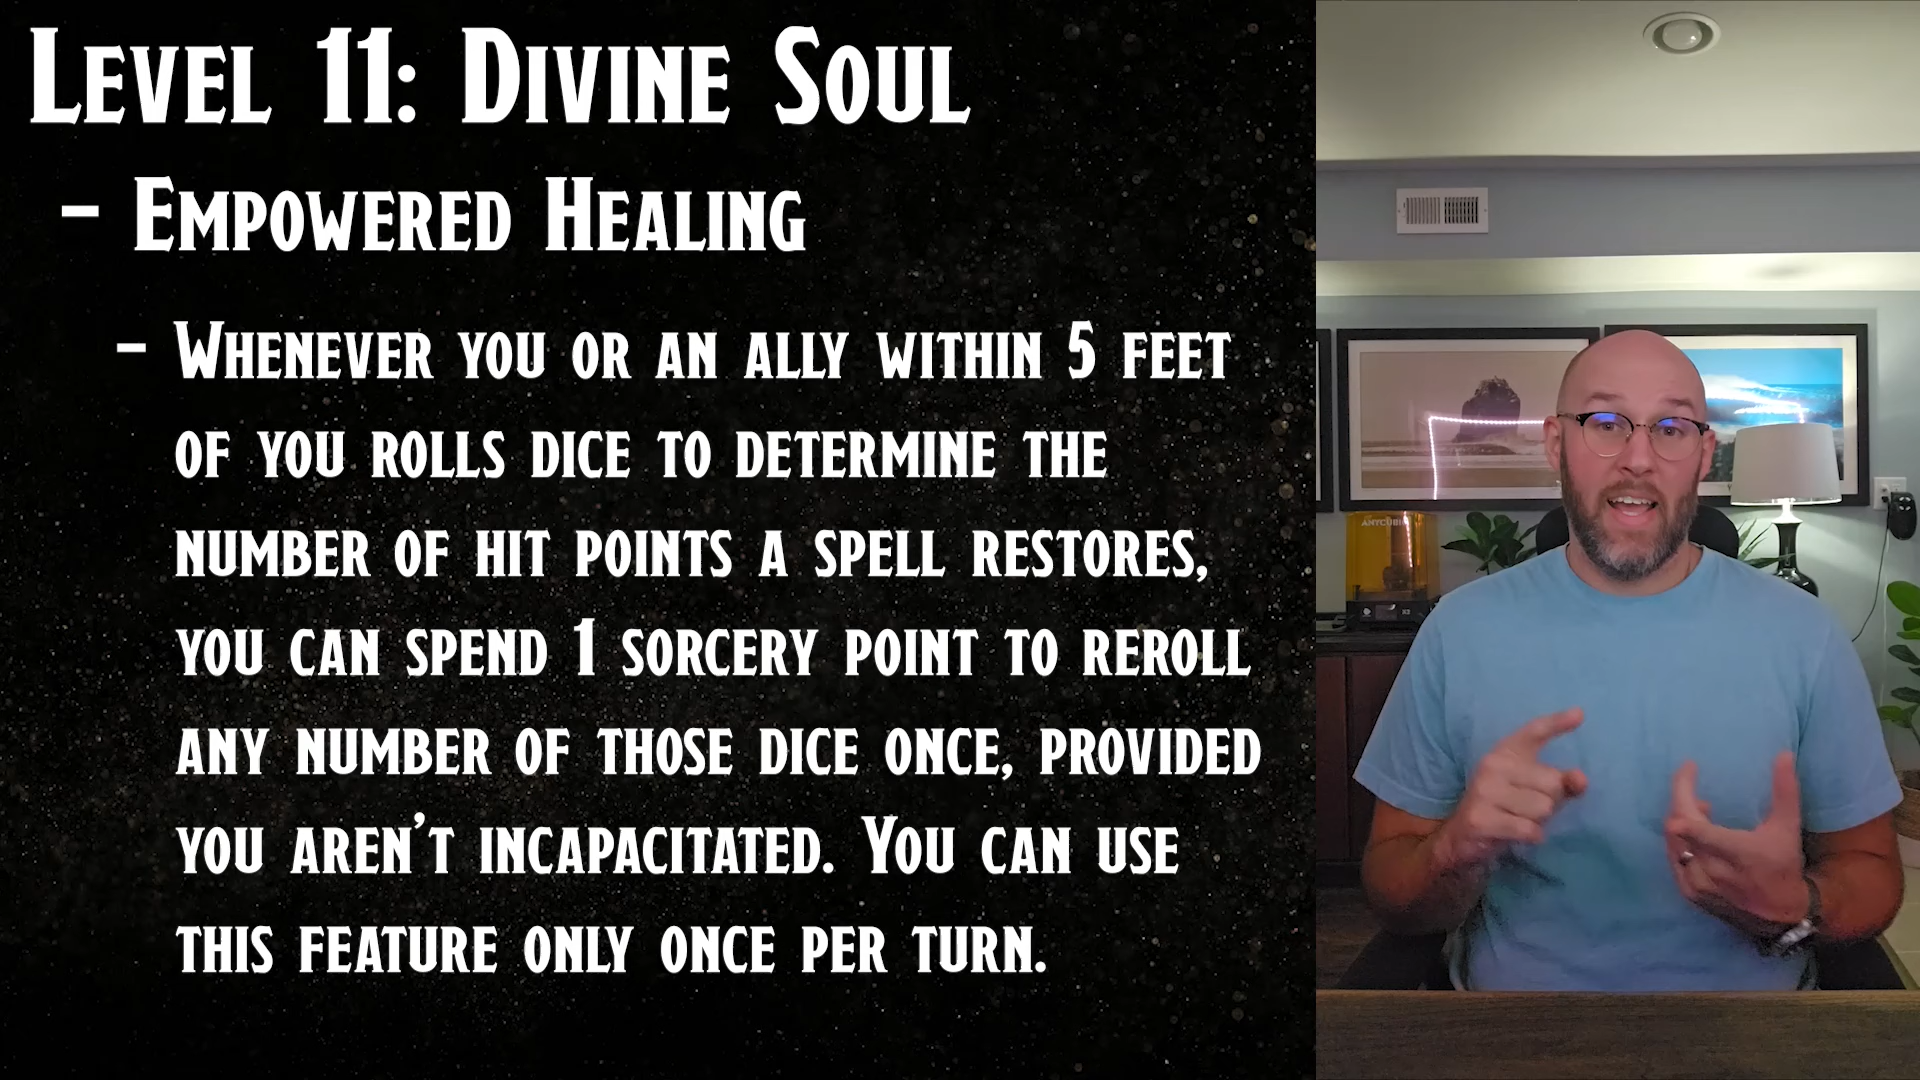 Level 11: Divine Soul
- Empowered Healing
- Whenever you or an ally within 5 feet
of you rolls dice to determine the
number of hit points a spell restores,
you can spend 1 sorcery point to reroll
any number of those dice once, provided
you aren't incapacitated. You can use
this feature only once per turn.
ANYCUBIC